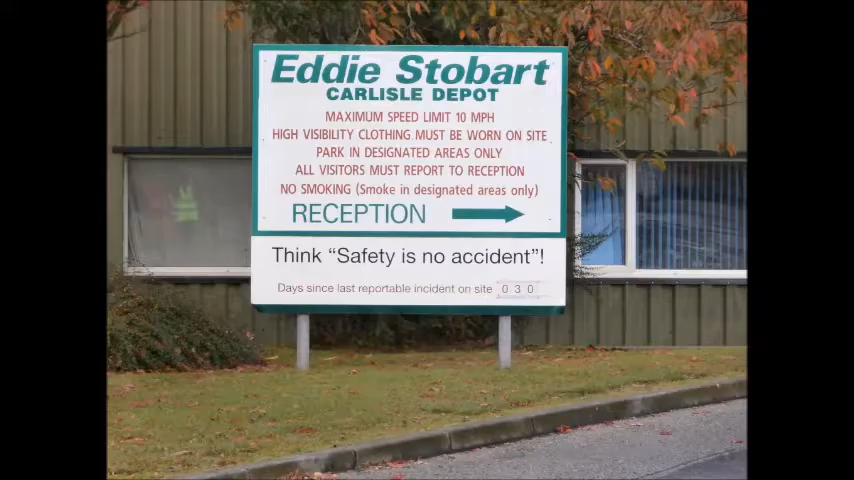 Eddie Stobart
CARLISLE DEPOT
MAXIMUM SPEED LIMIT 10 MPH
HIGH VISIBILITY CLOTHING MUST BE WORN ON SITE
PARK IN DESIGNATED AREAS ONLY
ALL VISITORS MUST REPORT TO RECEPTION
NO SMOKING (Smoke in designated areas only)
RECEPTION
Think “Safety is no accident”!
Days since last reportable incident on site 0 3 0